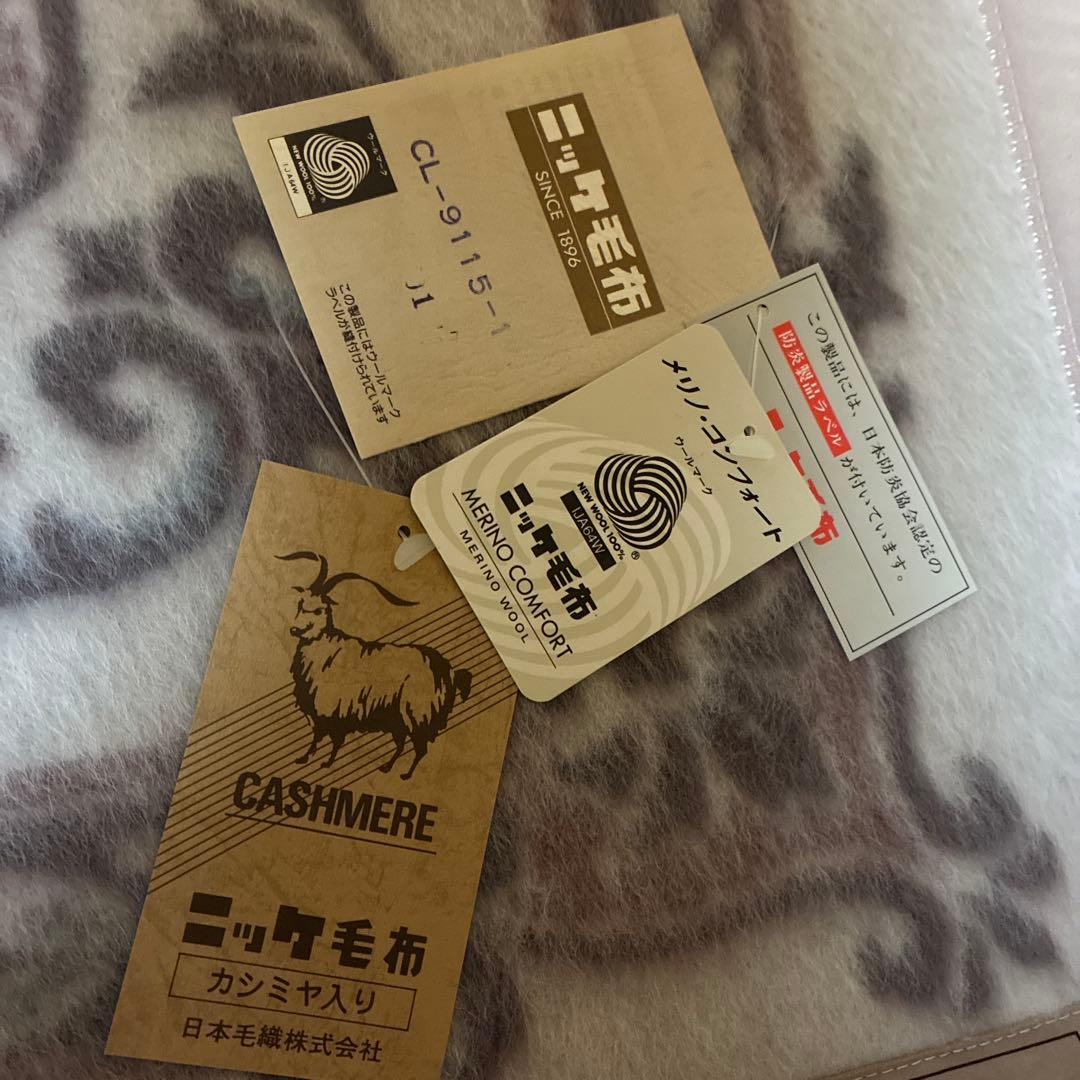 ニッケ毛布
SINCE 1896
CL-9115-1
01
ウールマーク
NEW WOOL 100%
IJA64W
この製品にはウールマーク
ラベルが縫付けられています
この製品には、日本防炎協会認定の
防炎製品ラベル が付いています。
メリノ・コンフォート
ウールマーク
NEW WOOL 100% ®
IJA64W
ニッケ毛布
MERINO COMFORT
MERINO WOOL
CASHMERE
ニッケ毛布
カシミヤ入り
日本毛織株式会社